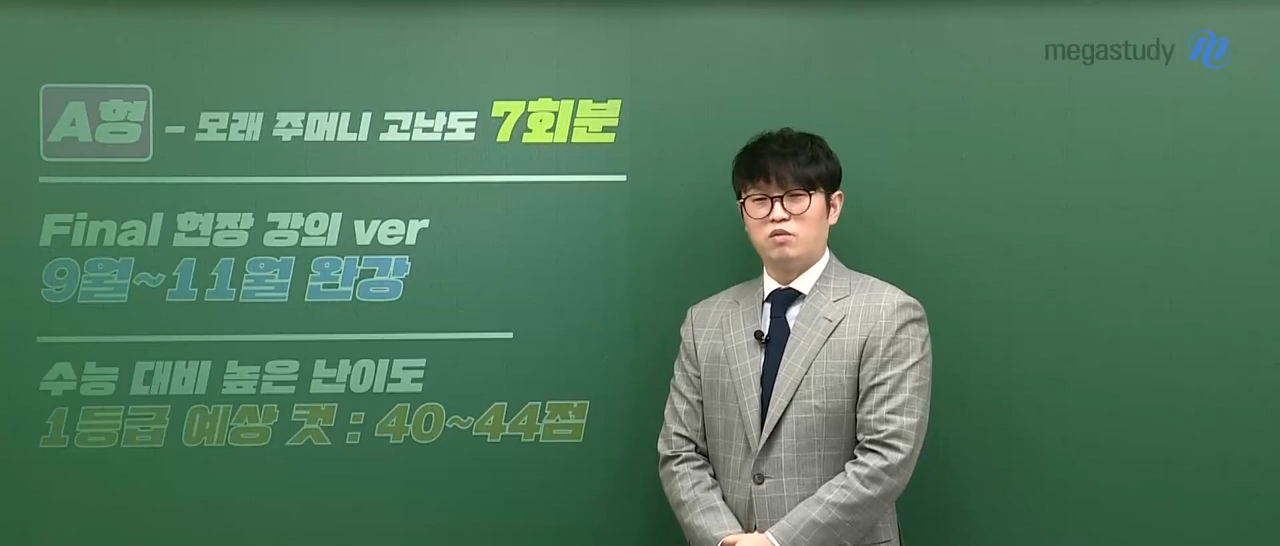 megastudy
A형 – 모래 주머니 고난도 7회분
Final 현장 강의 ver
9월~11월 완강
수능 대비 높은 난이도
1등급 예상 컷 : 40~44점